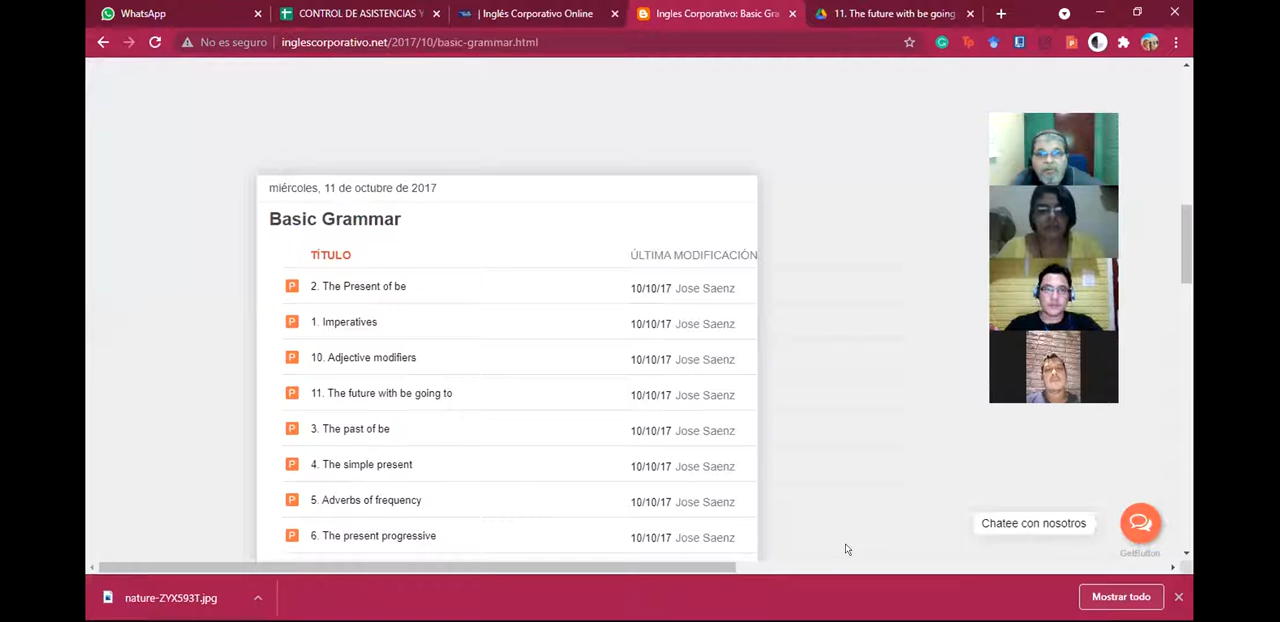 WhatsApp
CONTROL DE ASISTENCIAS Y
| Inglés Corporativo Online
Ingles Corporativo: Basic Gra
11. The future with be going
No es seguro
inglescorporativo.net/2017/10/basic-grammar.html
miércoles, 11 de octubre de 2017
Basic Grammar
TÍTULO ÚLTIMA MODIFICACIÓN
P 2. The Present of be 10/10/17 Jose Saenz
P 1. Imperatives 10/10/17 Jose Saenz
P 10. Adjective modifiers 10/10/17 Jose Saenz
P 11. The future with be going to 10/10/17 Jose Saenz
P 3. The past of be 10/10/17 Jose Saenz
P 4. The simple present 10/10/17 Jose Saenz
P 5. Adverbs of frequency 10/10/17 Jose Saenz
P 6. The present progressive 10/10/17 Jose Saenz
Chatee con nosotros
GetButton
nature-ZYX593T.jpg
Mostrar todo